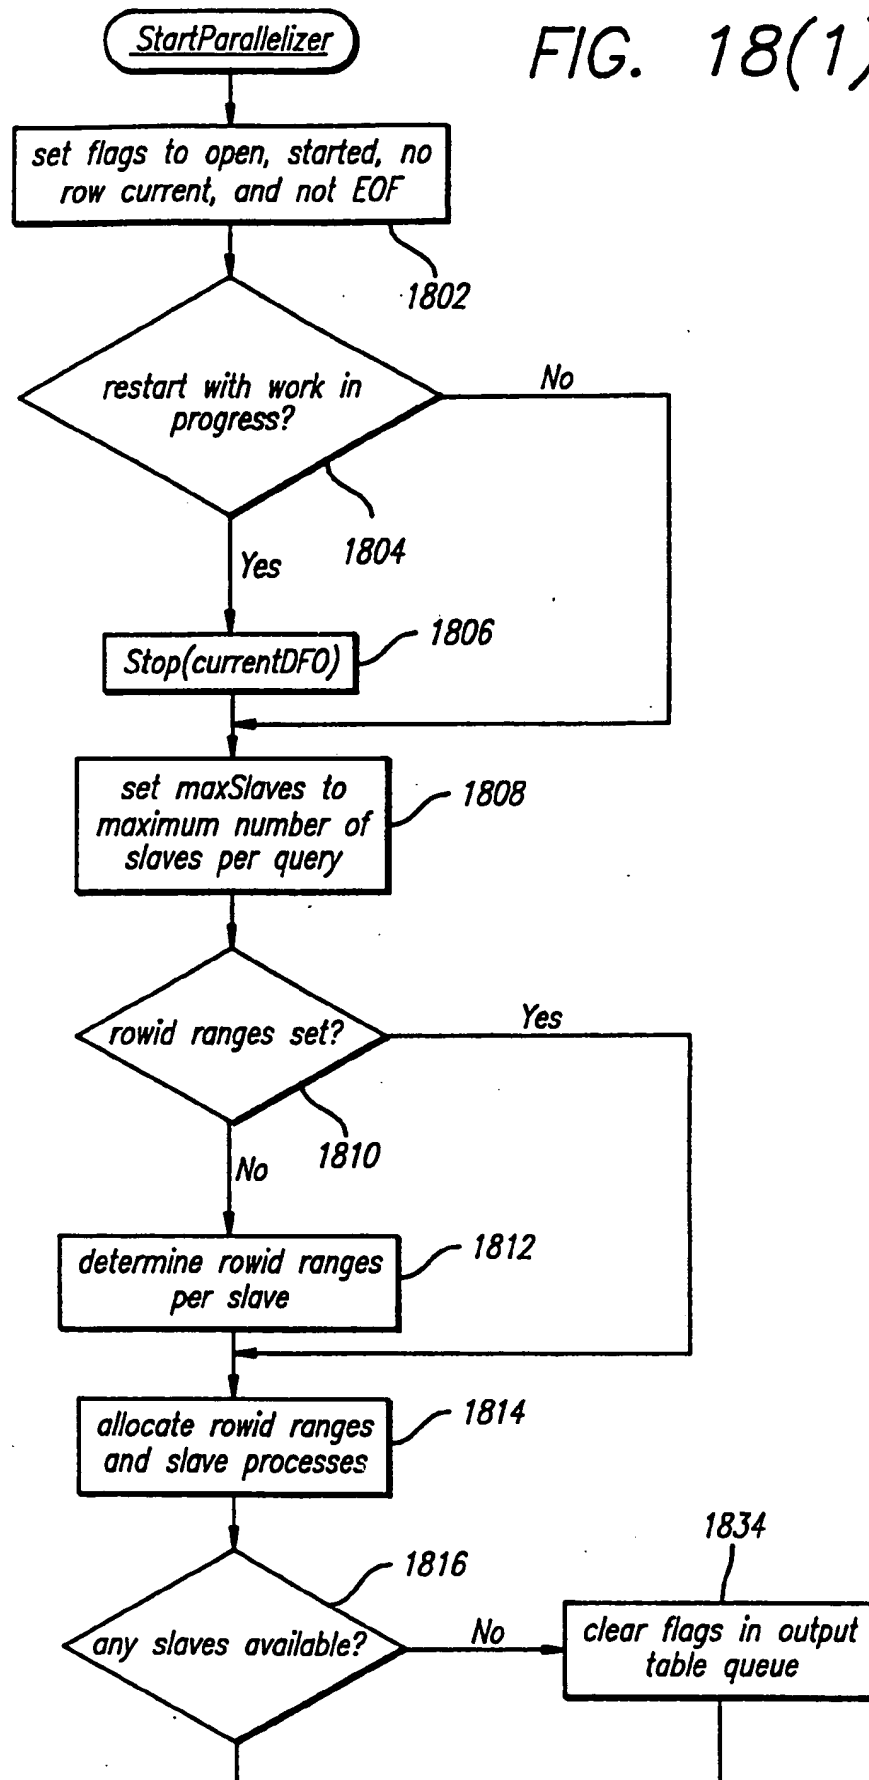 StartParallelizer
FIG. 18(1)
set flags to open, started, no
row current, and not EOF
1802
restart with work in
progress?
No
1804
Yes
Stop(currentDFO)
1806
set maxSlaves to
maximum number of
slaves per query
1808
rowid ranges set?
Yes
1810
No
determine rowid ranges
per slave
1812
allocate rowid ranges
and slave processes
1814
1834
1816
any slaves available?
No
clear flags in output
table queue